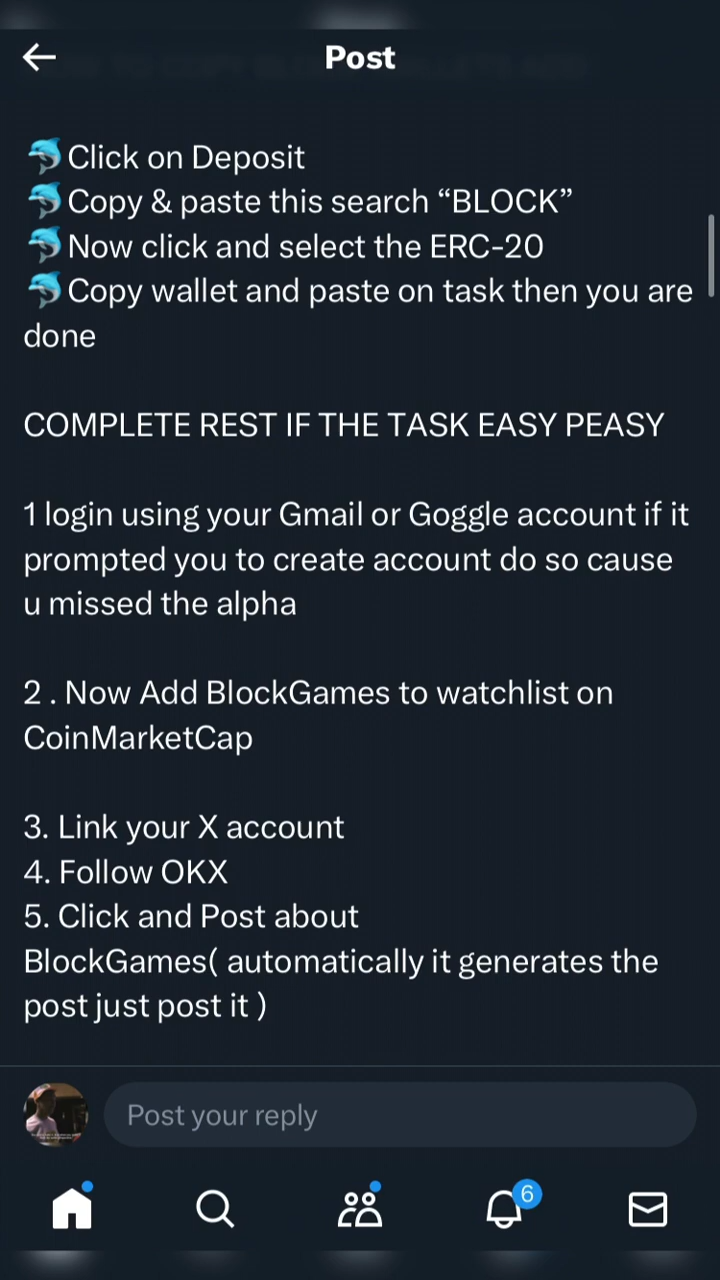 Post
🐬Click on Deposit
🐬Copy & paste this search “BLOCK”
🐬Now click and select the ERC-20
🐬Copy wallet and paste on task then you are
done
COMPLETE REST IF THE TASK EASY PEASY
1 login using your Gmail or Goggle account if it
prompted you to create account do so cause
u missed the alpha
2 . Now Add BlockGames to watchlist on
CoinMarketCap
3. Link your X account
4. Follow OKX
5. Click and Post about
BlockGames( automatically it generates the
post just post it )
Post your reply
6